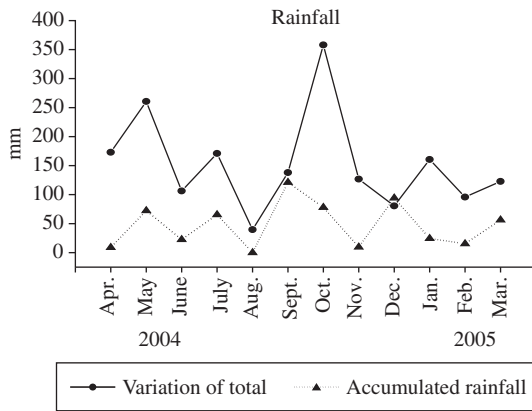 Rainfall
400
350
300
250
200
150
100
50
0
mm
Apr.
May
June
July
Aug.
Sept.
Oct.
Nov.
Dec.
Jan.
Feb.
Mar.
2004 2005
Variation of total Accumulated rainfall